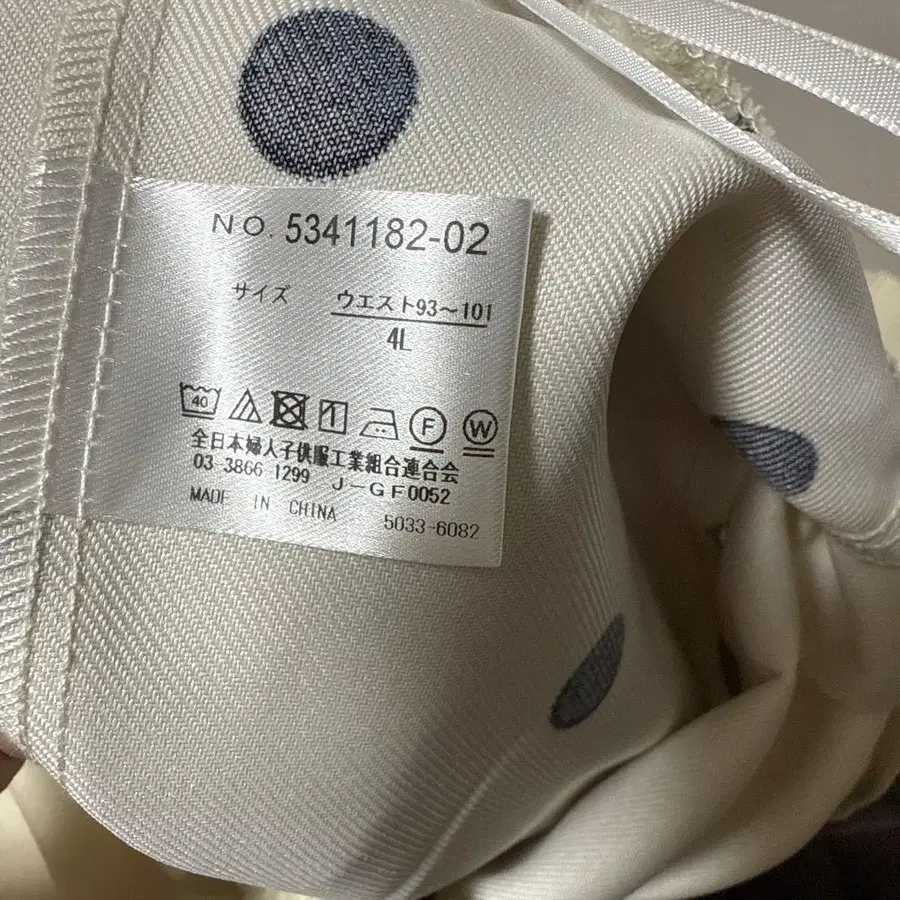 NO. 5341182-02
サイズ ウエスト93～101
4L
40 F W
全日本婦人子供服工業組合連合会
03-3866 1299 J-GF0052
MADE IN CHINA 5033-6082